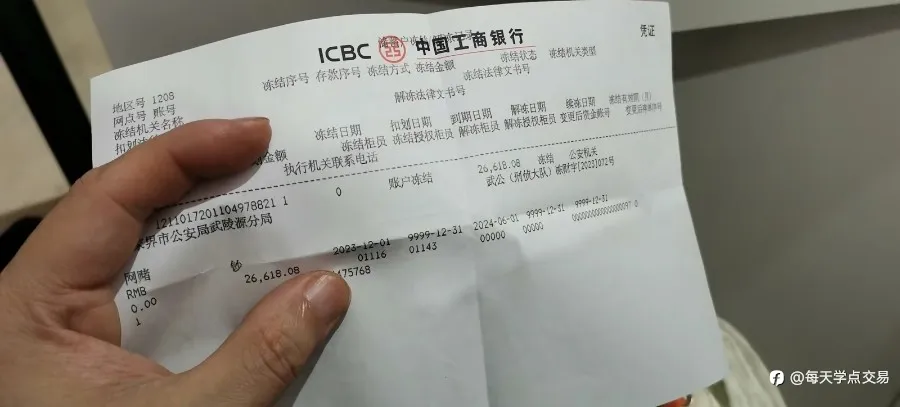 ICBC 中国工商银行
凭证
冻结序号 存款序号 冻结方式 冻结金额 冻结状态 冻结机关类型
地区号 1208
网点号 账号
冻结法律文书号
冻结机关名称
解冻法律文书号
冻结日期 扣划日期 到期日期 解冻日期 续冻日期 冻结有效期(月)
冻结柜员 冻结授权柜员 解冻柜员 解冻授权柜员 变更后资金账号
金额
执行机关联系电话
1211017201104978821 1 0 账户冻结 26,618.08 冻结 公安机关
市公安局武陵源分局 武公(刑侦大队)冻财字[2023]072号
网赌 钞 2023-12-01 9999-12-31 2024-06-01 9999-12-31 9999-12-31
RMB 26,618.08 01116 01143 00000 00000
0.00 475768
1
@每天学点交易